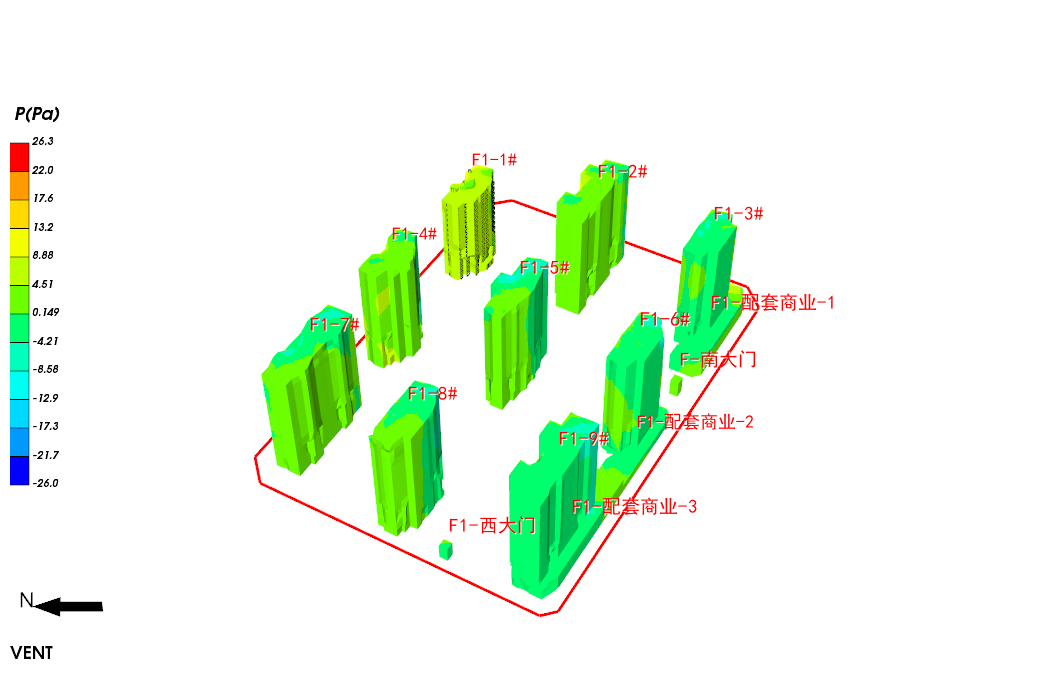 P(Pa)
26.3
22.0
17.6
13.2
8.88
4.51
0.149
-4.21
-8.58
-12.9
-17.3
-21.7
-26.0
F1-1#
F1-2#
F1-3#
F1-4#
F1-5#
F1-配套商业-1
F1-6#
F1-7#
F-南大门
F1-8#
F1-配套商业-2
F1-9#
F1-配套商业-3
F1-西大门
N
VENT